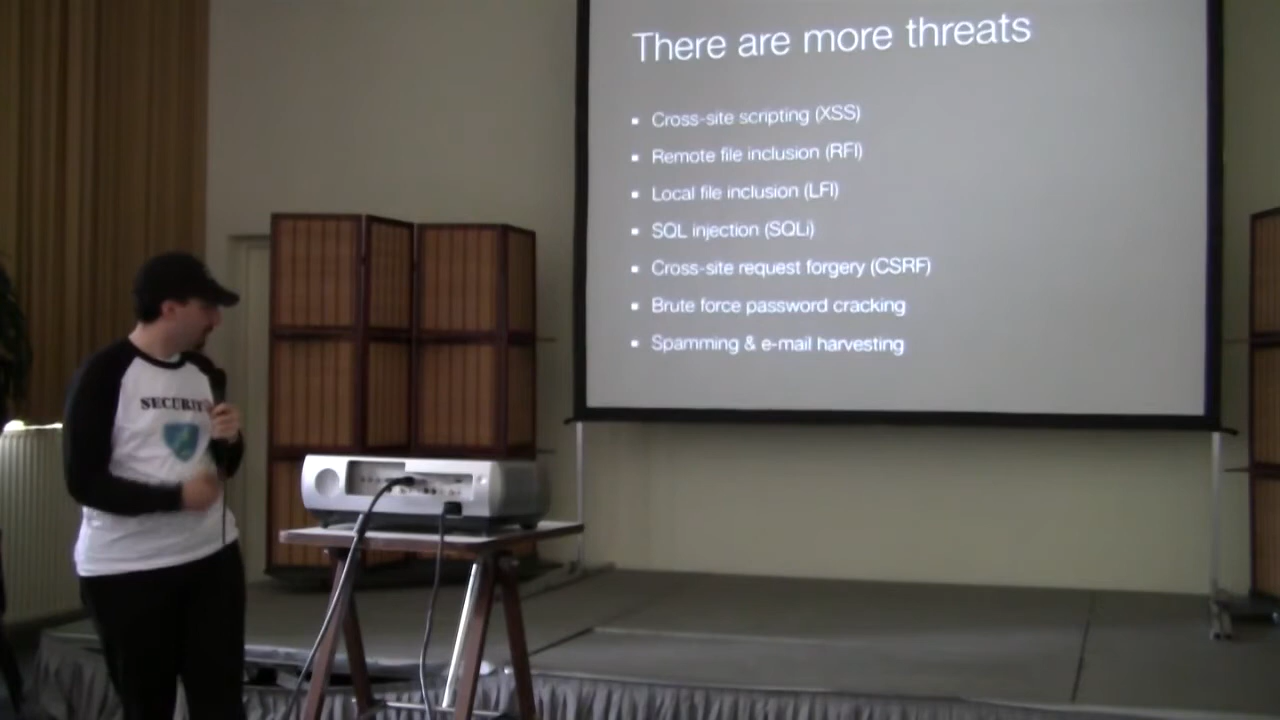 There are more threats
Cross-site scripting (XSS)
Remote file inclusion (RFI)
Local file inclusion (LFI)
SQL injection (SQLi)
Cross-site request forgery (CSRF)
Brute force password cracking
Spamming & e-mail harvesting
SECURITY